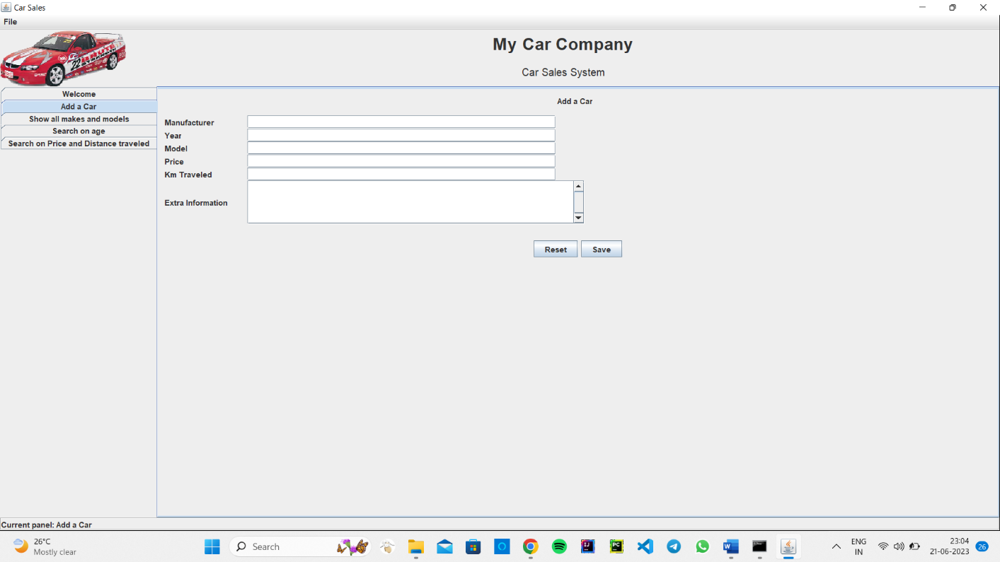 Car Sales
File
My Car Company
Car Sales System
Welcome
Add a Car
Show all makes and models
Search on age
Search on Price and Distance traveled
Add a Car
Manufacturer
Year
Model
Price
Km Traveled
Extra Information
Reset Save
Current panel: Add a Car
26°C
Mostly clear
Search
ENG
IN
23:04
21-06-2023
26